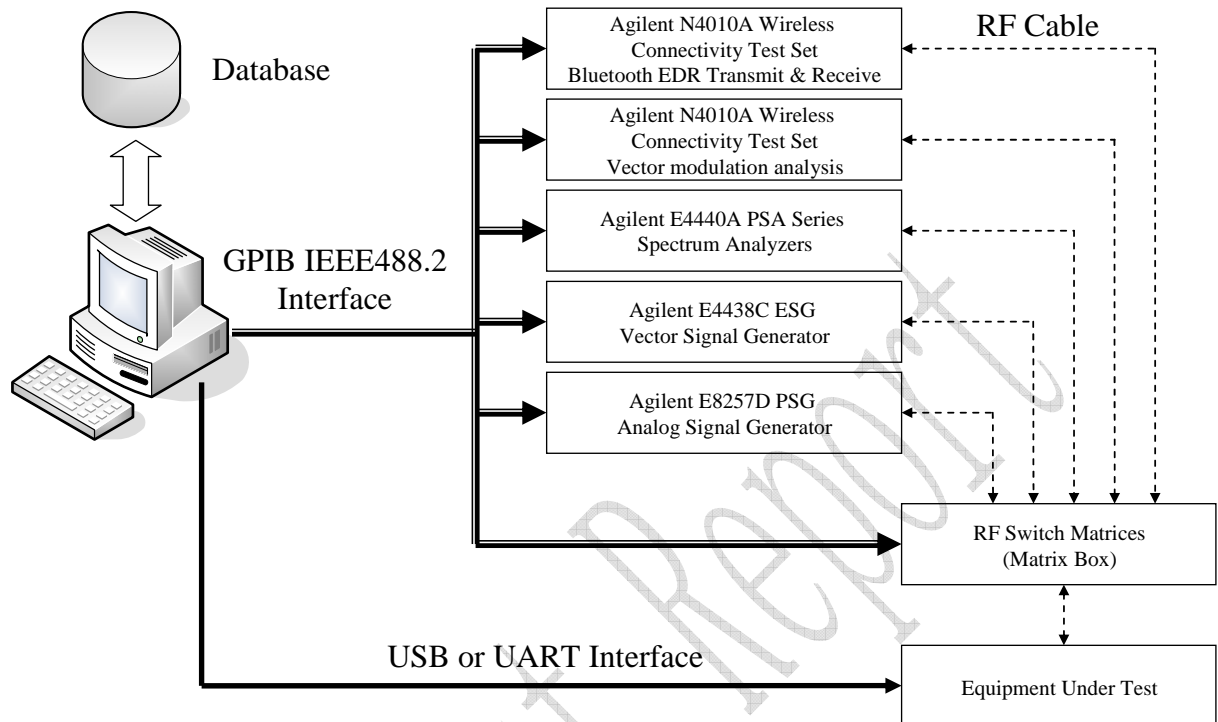 Agilent N4010A Wireless
Connectivity Test Set
Bluetooth EDR Transmit & Receive
RF Cable
Database
Agilent N4010A Wireless
Connectivity Test Set
Vector modulation analysis
Agilent E4440A PSA Series
Spectrum Analyzers
GPIB IEEE488.2
Interface
Agilent E4438C ESG
Vector Signal Generator
Agilent E8257D PSG
Analog Signal Generator
RF Switch Matrices
(Matrix Box)
USB or UART Interface
Equipment Under Test
Report